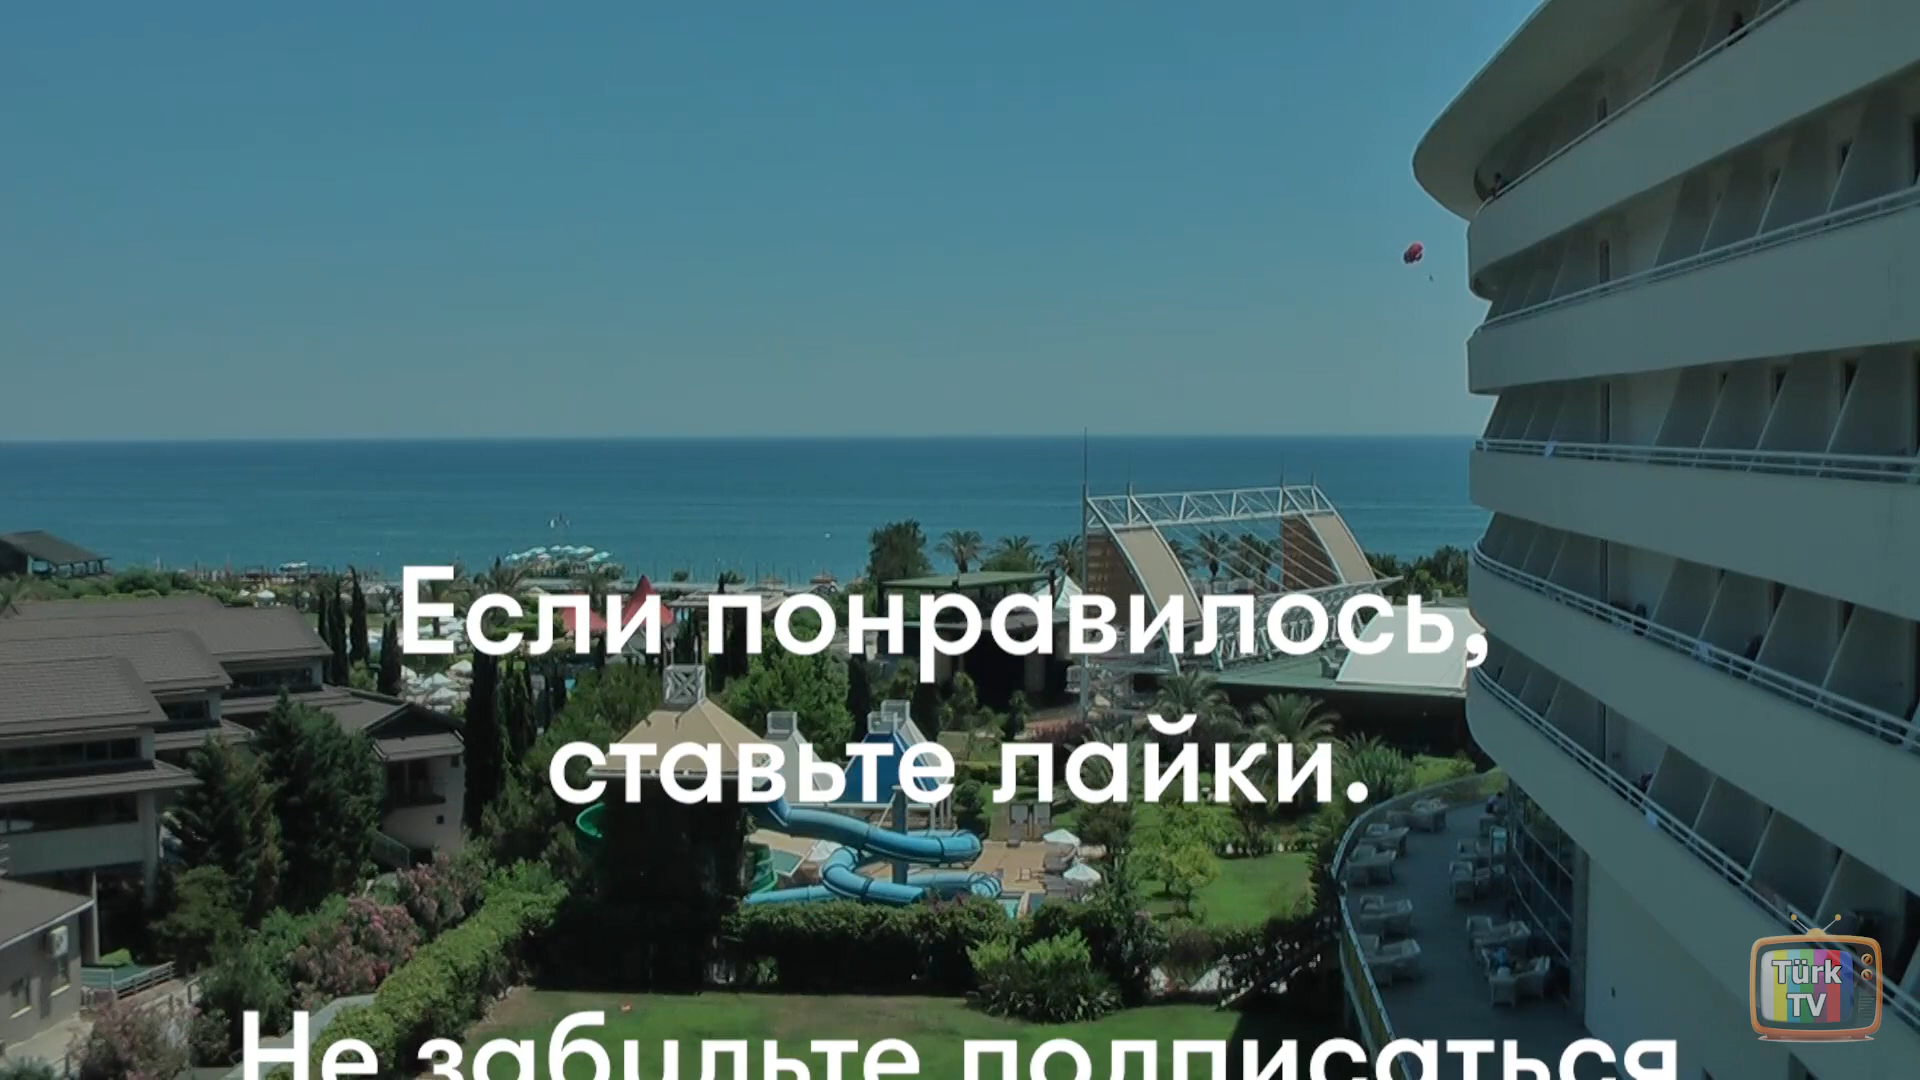 Если понравилось,
ставьте лайки.
Не забудьте подписаться
Türk
TV